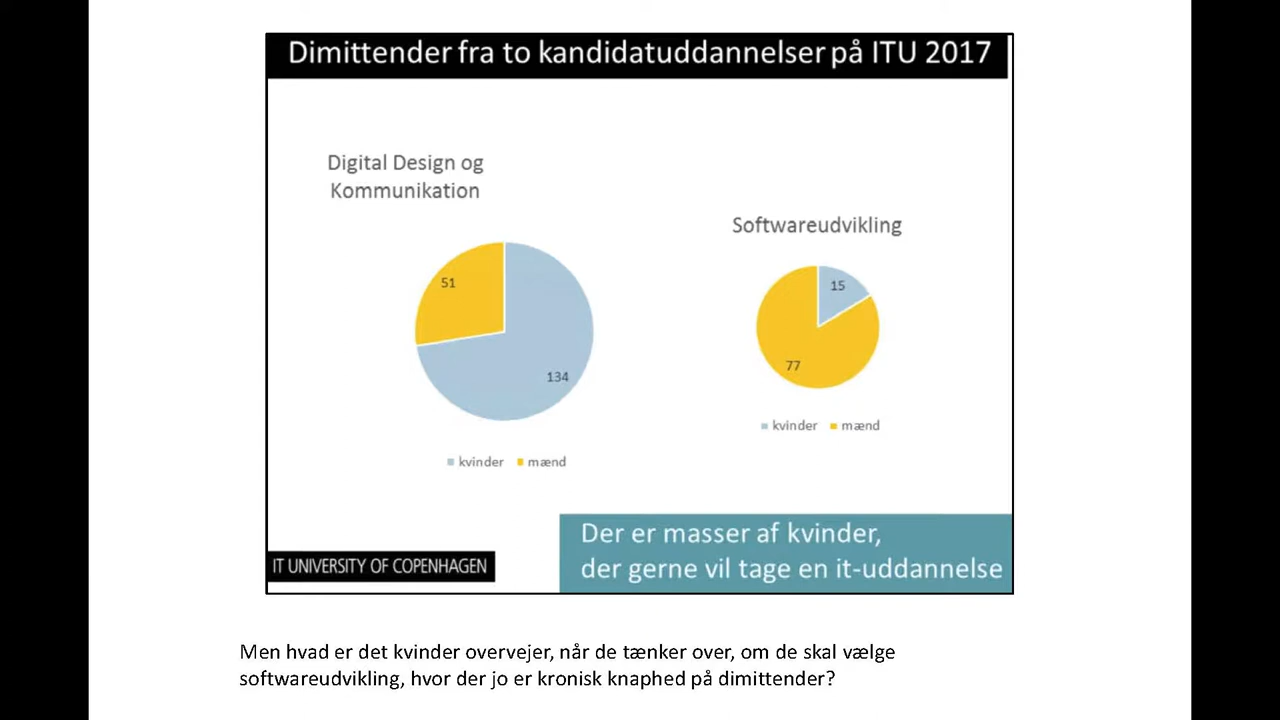 Dimittender fra to kandidatuddannelser på ITU 2017
Digital Design og
Kommunikation
51
134
kvinder mænd
Softwareudvikling
15
77
kvinder mænd
IT UNIVERSITY OF COPENHAGEN
Der er masser af kvinder,
der gerne vil tage en it-uddannelse
Men hvad er det kvinder overvejer, når de tænker over, om de skal vælge
softwareudvikling, hvor der jo er kronisk knaphed på dimittender?